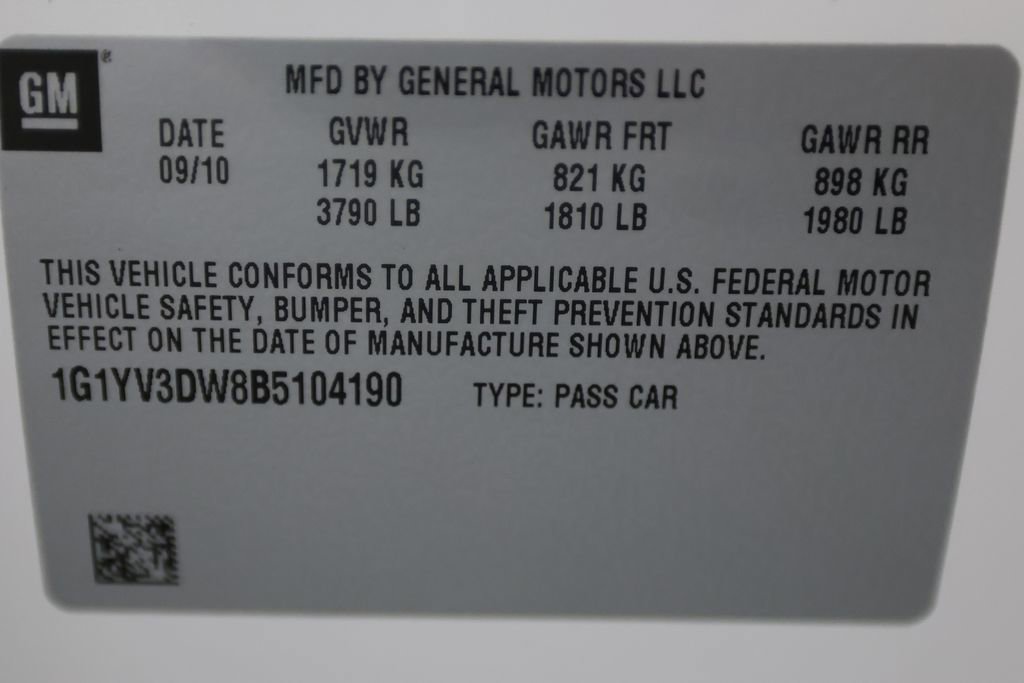 GM ®
MFD BY GENERAL MOTORS LLC
DATE GVWR GAWR FRT GAWR RR
09/10 1719 KG 821 KG 898 KG
3790 LB 1810 LB 1980 LB
THIS VEHICLE CONFORMS TO ALL APPLICABLE U.S. FEDERAL MOTOR
VEHICLE SAFETY, BUMPER, AND THEFT PREVENTION STANDARDS IN
EFFECT ON THE DATE OF MANUFACTURE SHOWN ABOVE.
1G1YV3DW8B5104190 TYPE: PASS CAR